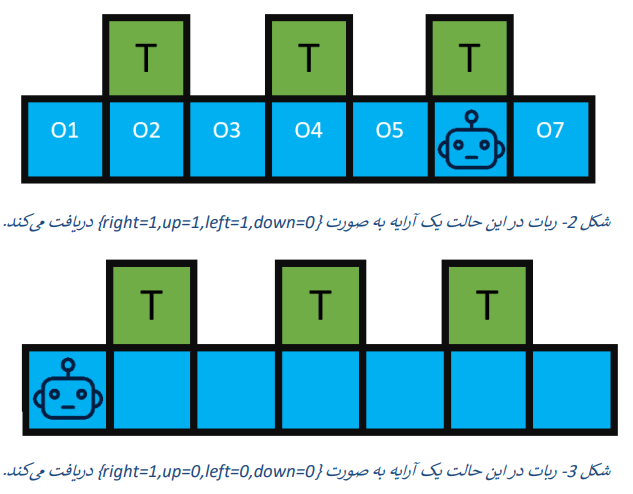 T T T
O1 O2 O3 O4 O5 O7
شکل 2- ربات در این حالت یک آرایه به صورت {right=1,up=1,left=1,down=0} دریافت می‌کند.
T T T
شکل 3- ربات در این حالت یک آرایه به صورت {right=1,up=0,left=0,down=0} دریافت می‌کند.